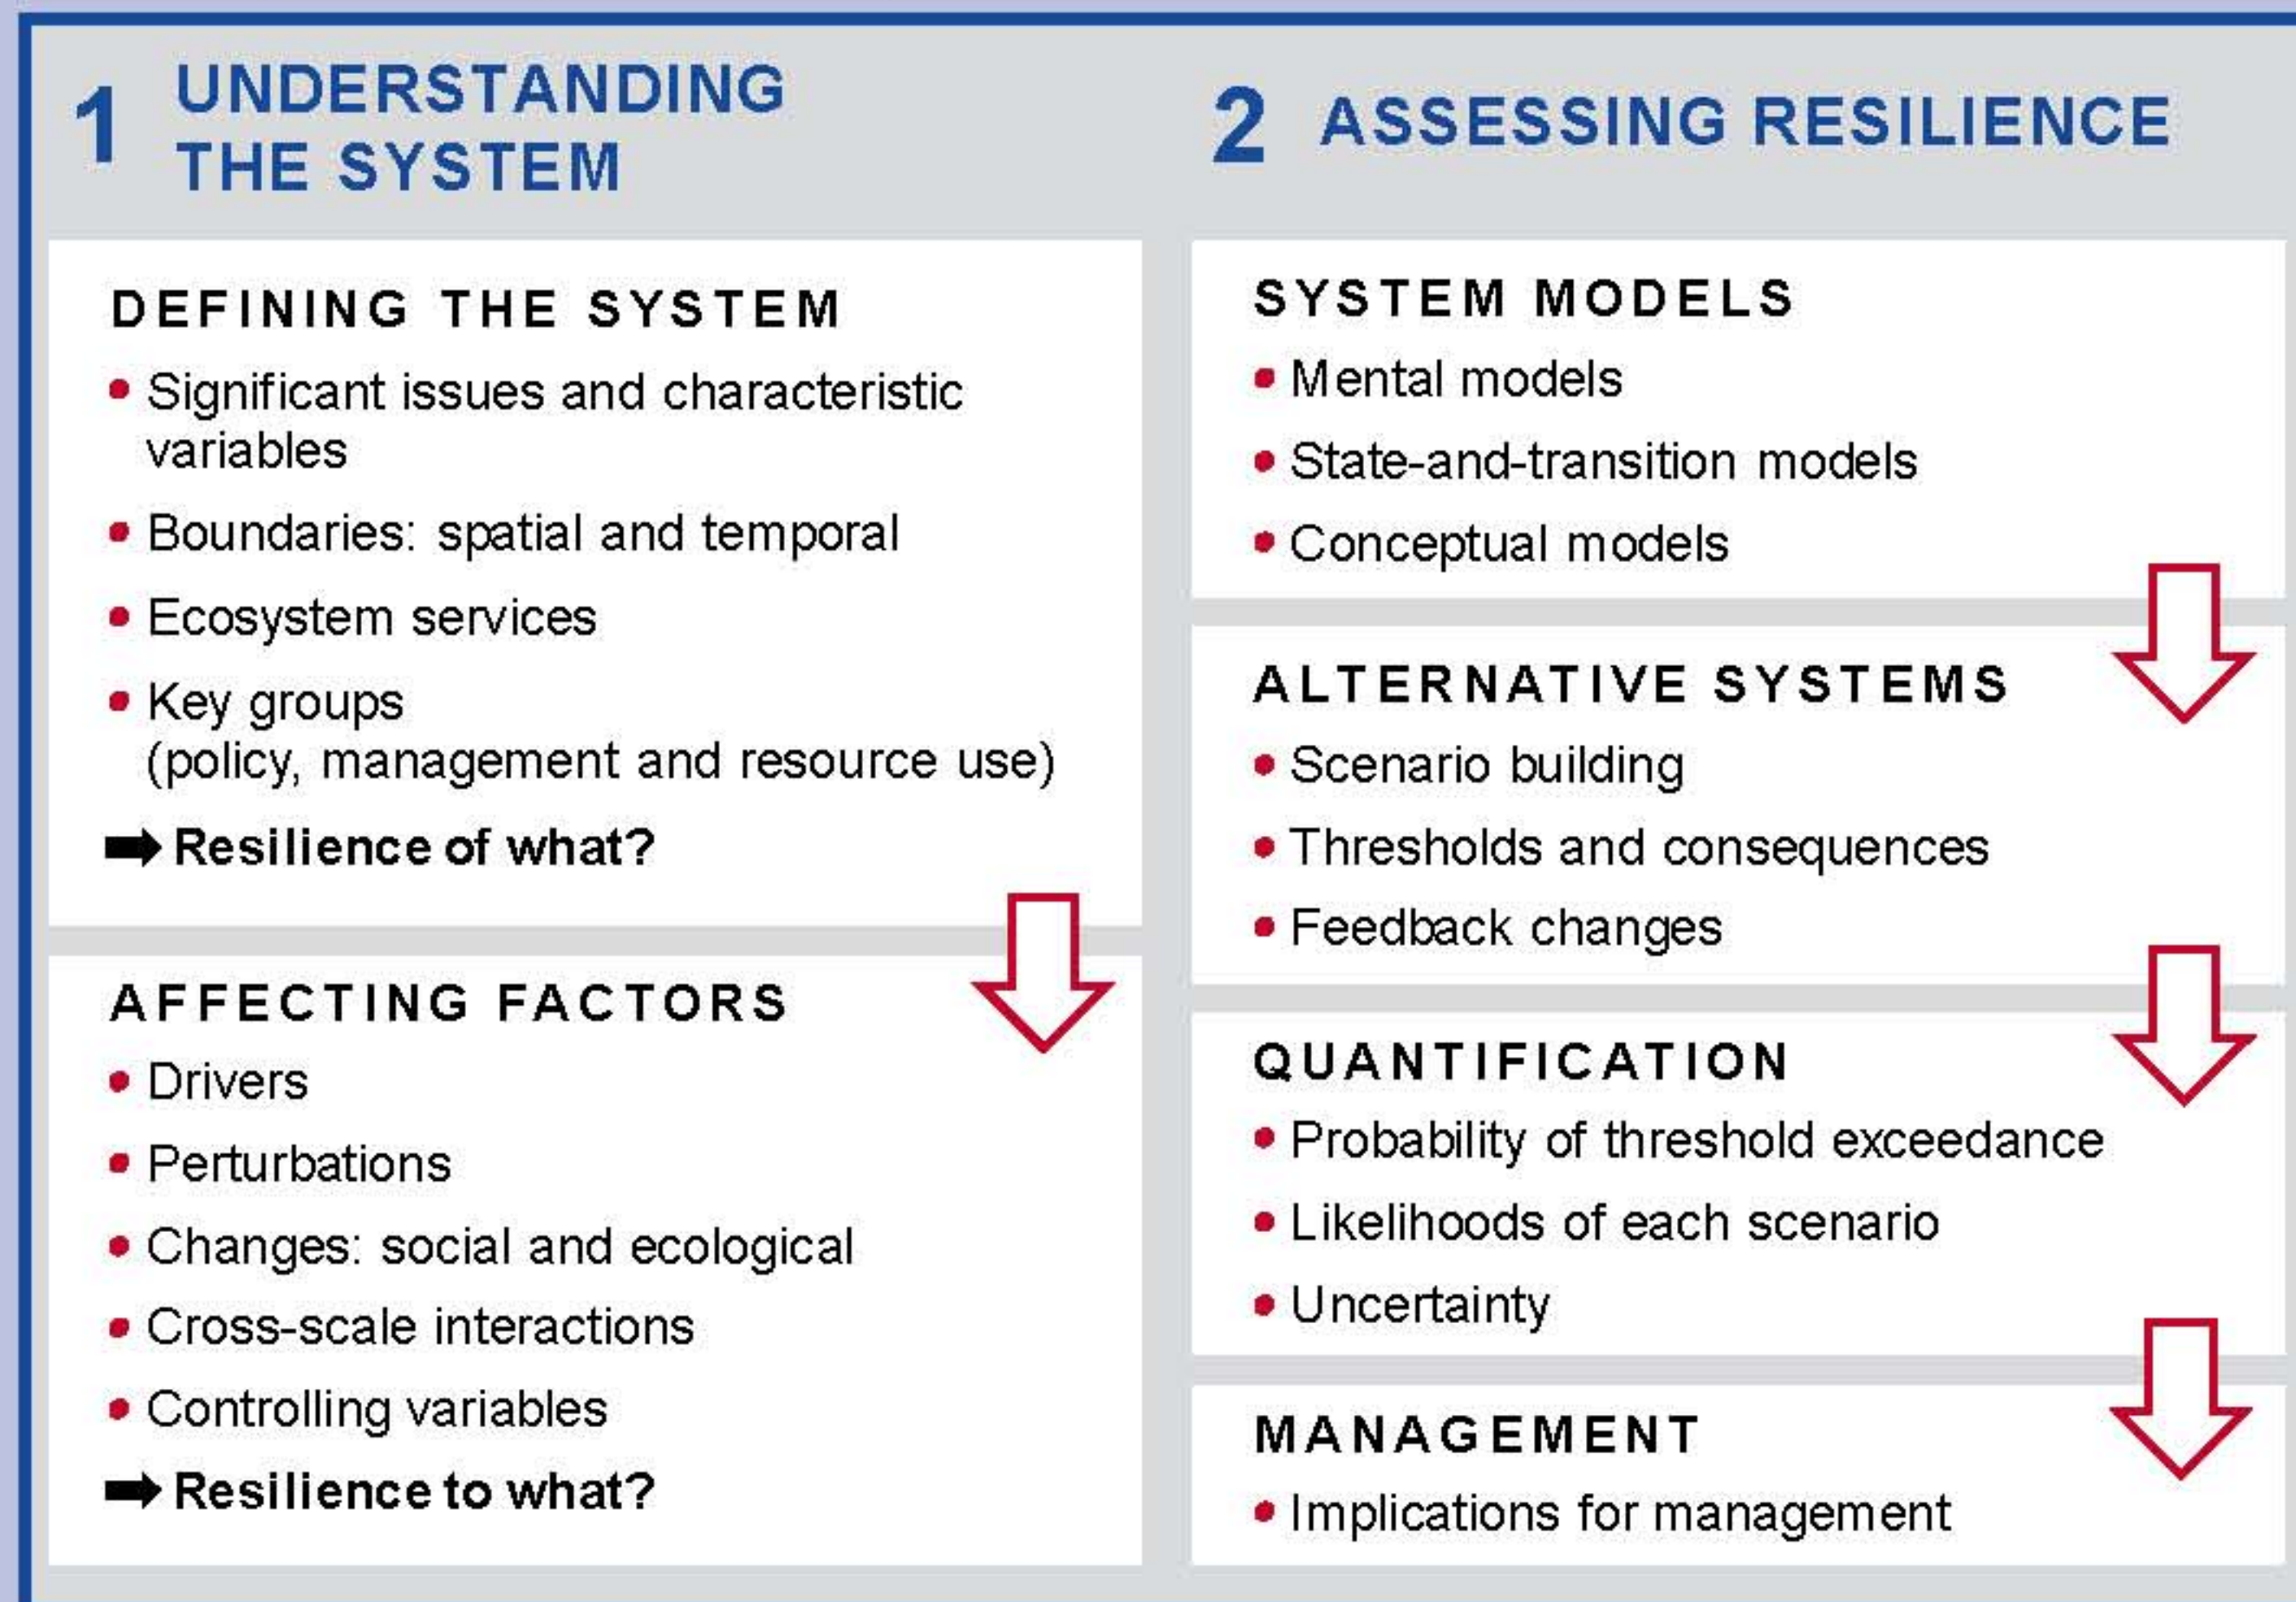 1 UNDERSTANDING
THE SYSTEM
DEFINING THE SYSTEM
• Significant issues and characteristic
variables
• Boundaries: spatial and temporal
• Ecosystem services
• Key groups
(policy, management and resource use)
➡ Resilience of what?
AFFECTING FACTORS
• Drivers
• Perturbations
• Changes: social and ecological
• Cross-scale interactions
• Controlling variables
➡ Resilience to what?
2 ASSESSING RESILIENCE
SYSTEM MODELS
• Mental models
• State-and-transition models
• Conceptual models
ALTERNATIVE SYSTEMS
• Scenario building
• Thresholds and consequences
• Feedback changes
QUANTIFICATION
• Probability of threshold exceedance
• Likelihoods of each scenario
• Uncertainty
MANAGEMENT
• Implications for management